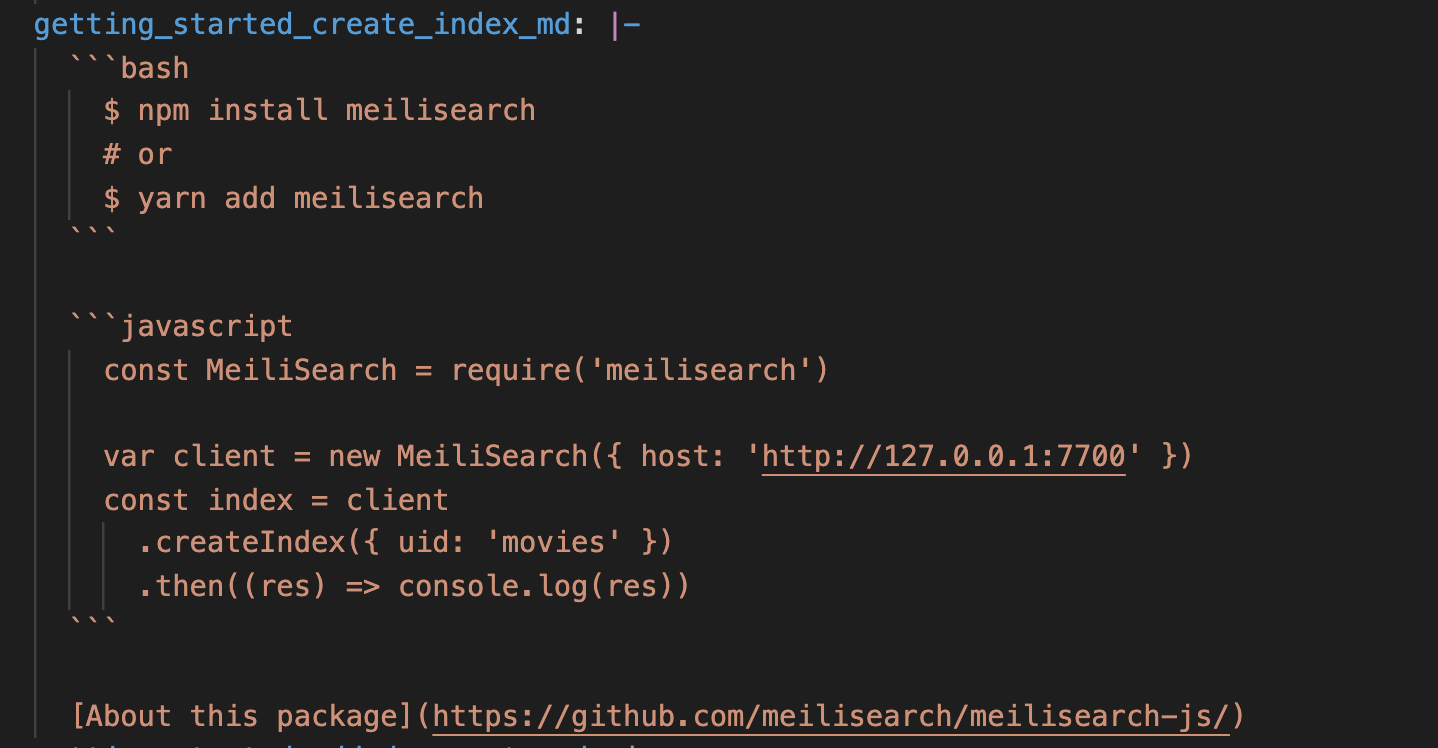 getting_started_create_index_md: |-
  ```bash
    $ npm install meilisearch
    # or
    $ yarn add meilisearch
  ```

  ```javascript
    const MeiliSearch = require('meilisearch')

    var client = new MeiliSearch({ host: 'http://127.0.0.1:7700' })
    const index = client
      .createIndex({ uid: 'movies' })
      .then((res) => console.log(res))
  ```

  [About this package](https://github.com/meilisearch/meilisearch-js/)